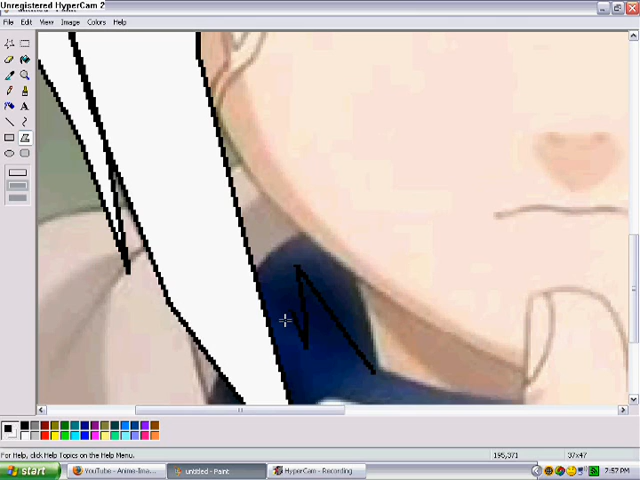 Unregistered HyperCam 2
File Edit View Image Colors Help
A
For Help, click Help Topics on the Help Menu.
195,371
37x47
start
YouTube - Anime-Ima...
untitled - Paint
HyperCam - Recording
7:57 PM